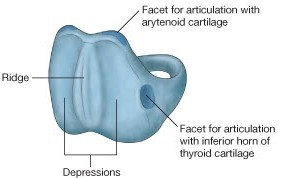 Facet for articulation with
arytenoid cartilage
Ridge
Facet for articulation
with inferior horn of
thyroid cartilage
Depressions